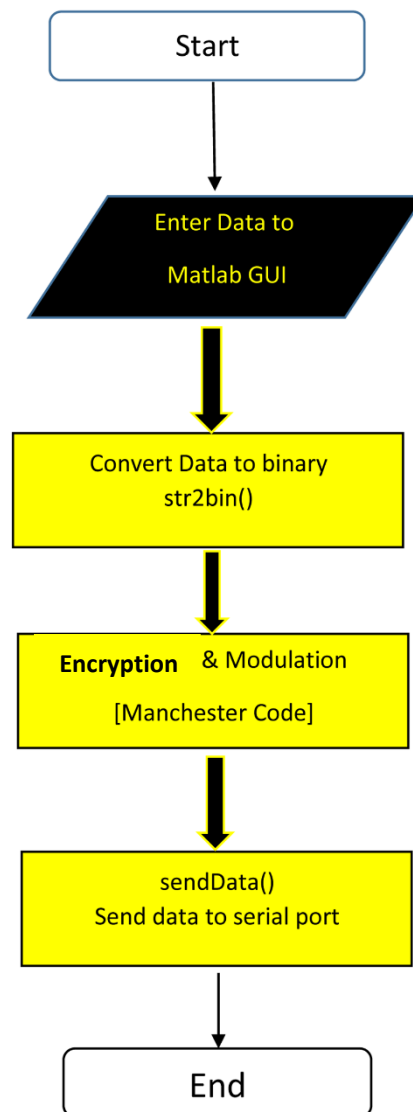 Start
Enter Data to
Matlab GUI
Convert Data to binary
str2bin()
Encryption & Modulation
[Manchester Code]
sendData()
Send data to serial port
End